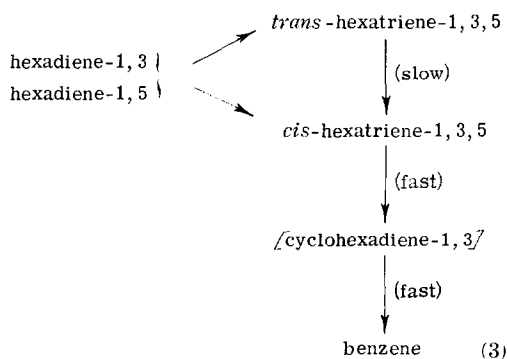 trans-hexatriene-1, 3, 5
hexadiene-1, 3
hexadiene-1, 5
(slow)
cis-hexatriene-1, 3, 5
(fast)
[cyclohexadiene-1, 3]
(fast)
benzene (3)